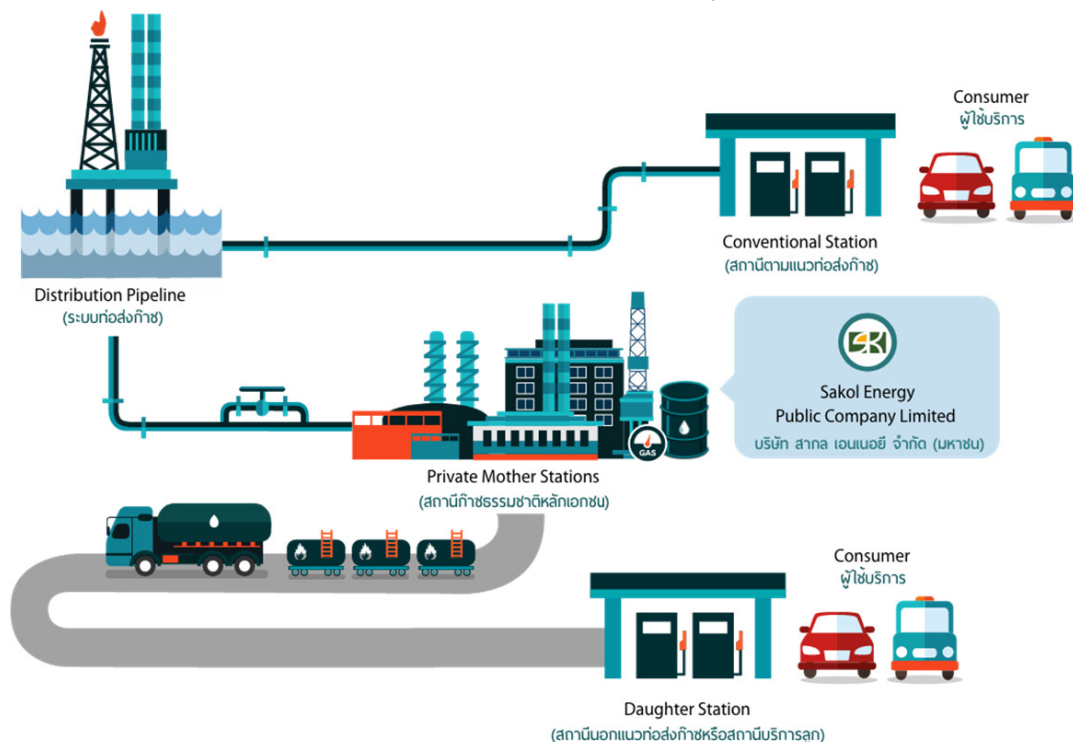 Consumer
ผู้ใช้บริการ
Conventional Station
(สถานีตามแนวท่อส่งก๊าซ)
Distribution Pipeline
(ระบบท่อส่งก๊าซ)
SK
Sakol Energy
Public Company Limited
บริษัท สากล เอนเนอยี จำกัด (มหาชน)
GAS
Private Mother Stations
(สถานีก๊าซธรรมชาติหลักเอกชน)
Consumer
ผู้ใช้บริการ
Daughter Station
(สถานีนอกแนวท่อส่งก๊าซหรือสถานีบริการลูก)